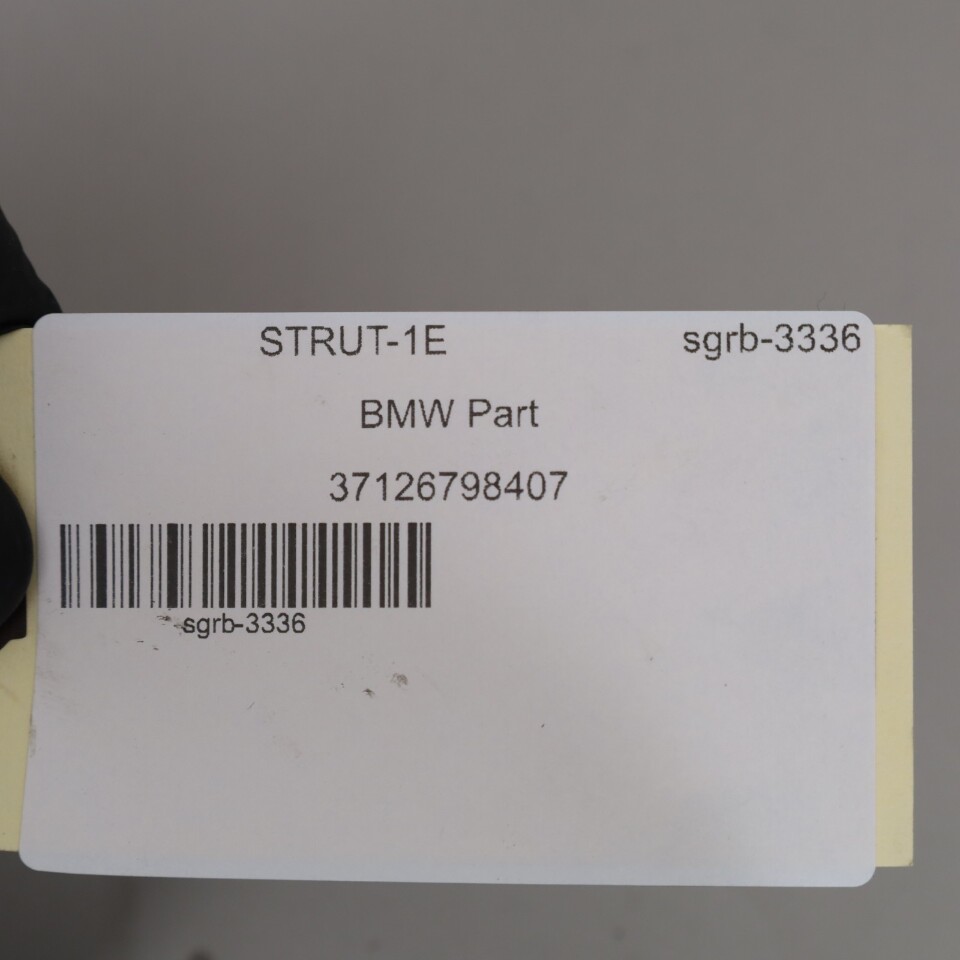 STRUT-1E sgrb-3336
BMW Part
37126798407
sgrb-3336